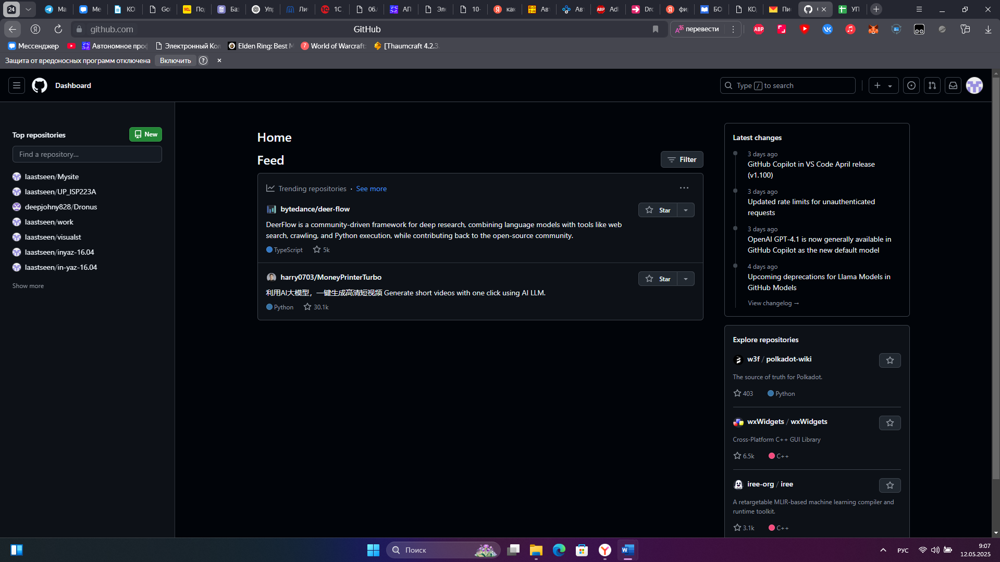 24
Ма
Ме
КО
Go
По
Баз
Упр
Ли
1С
06.
АП
Эле
10-
как
Авт
Авт
Ad
Dro
фи
БО
КО
Пи
УП
github.com
GitHub
перевести
Мессенджер
Автономное про
Электронный Кол
Elden Ring: Best M
World of Warcraft:
[Thaumcraft 4.2.3.
Защита от вредоносных программ отключена
Включить
Dashboard
Type / to search
Top repositories
New
Find a repository...
laastseen/Mysite
laastseen/UP_ISP223A
deepjohny828/Dronus
laastseen/work
laastseen/visualst
laastseen/inyaz-16.04
laastseen/in-yaz-16.04
Show more
Home
Feed
Filter
Trending repositories · See more
bytedance/deer-flow
Star
DeerFlow is a community-driven framework for deep research, combining language models with tools like web
search, crawling, and Python execution, while contributing back to the open-source community.
TypeScript 5k
harry0703/MoneyPrinterTurbo
Star
利用AI大模型，一键生成高清短视频 Generate short videos with one click using AI LLM.
Python 30.1k
Latest changes
3 days ago
GitHub Copilot in VS Code April release
(v1.100)
3 days ago
Updated rate limits for unauthenticated
requests
3 days ago
OpenAI GPT-4.1 is now generally available in
GitHub Copilot as the new default model
4 days ago
Upcoming deprecations for Llama Models in
GitHub Models
View changelog →
Explore repositories
w3f / polkadot-wiki
The source of truth for Polkadot.
403 Python
wxWidgets / wxWidgets
Cross-Platform C++ GUI Library
6.5k C++
iree-org / iree
A retargetable MLIR-based machine learning compiler and
runtime toolkit.
3.1k C++
Поиск
РУС
9:07
12.05.2025